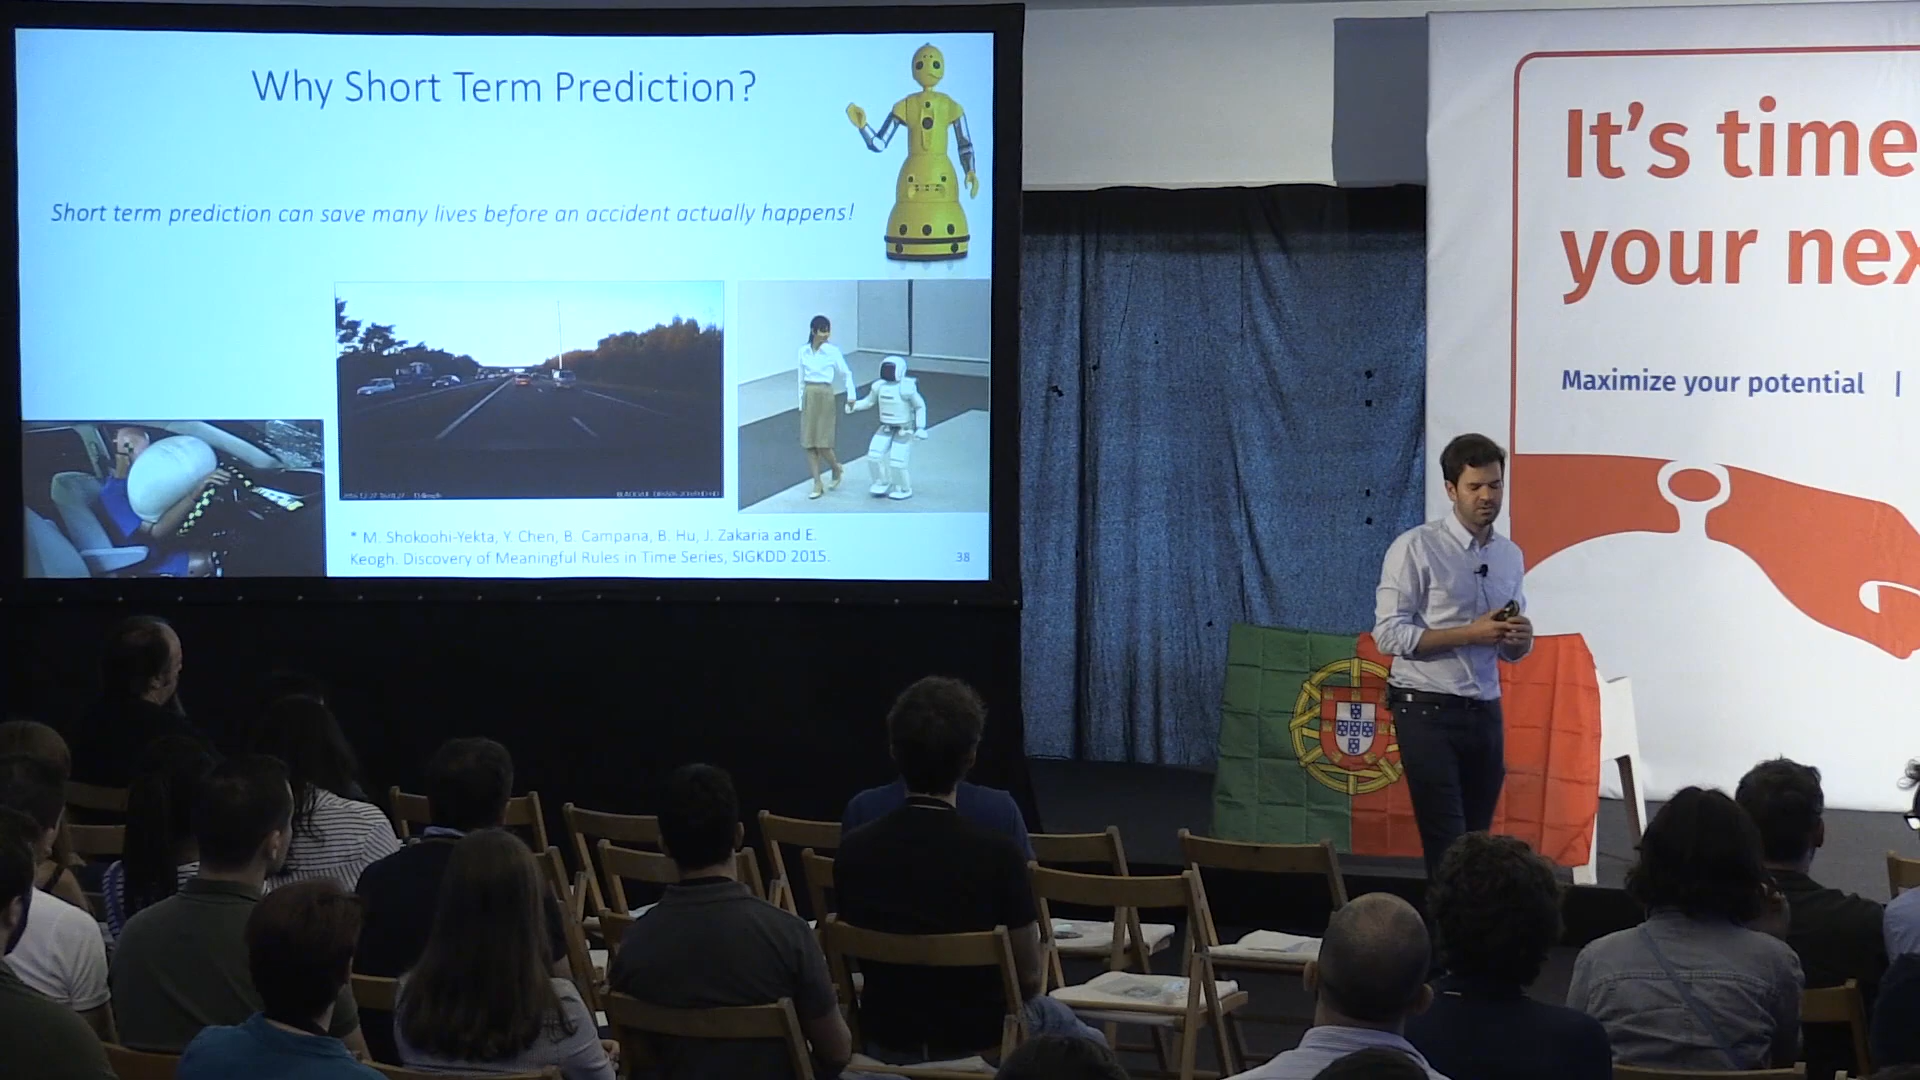 Why Short Term Prediction?
Short term prediction can save many lives before an accident actually happens!
* M. Shokoohi-Yekta, Y. Chen, B. Campana, B. Hu, J. Zakaria and E.
Keogh. Discovery of Meaningful Rules in Time Series, SIGKDD 2015.
38
It's time
your nex
Maximize your potential |